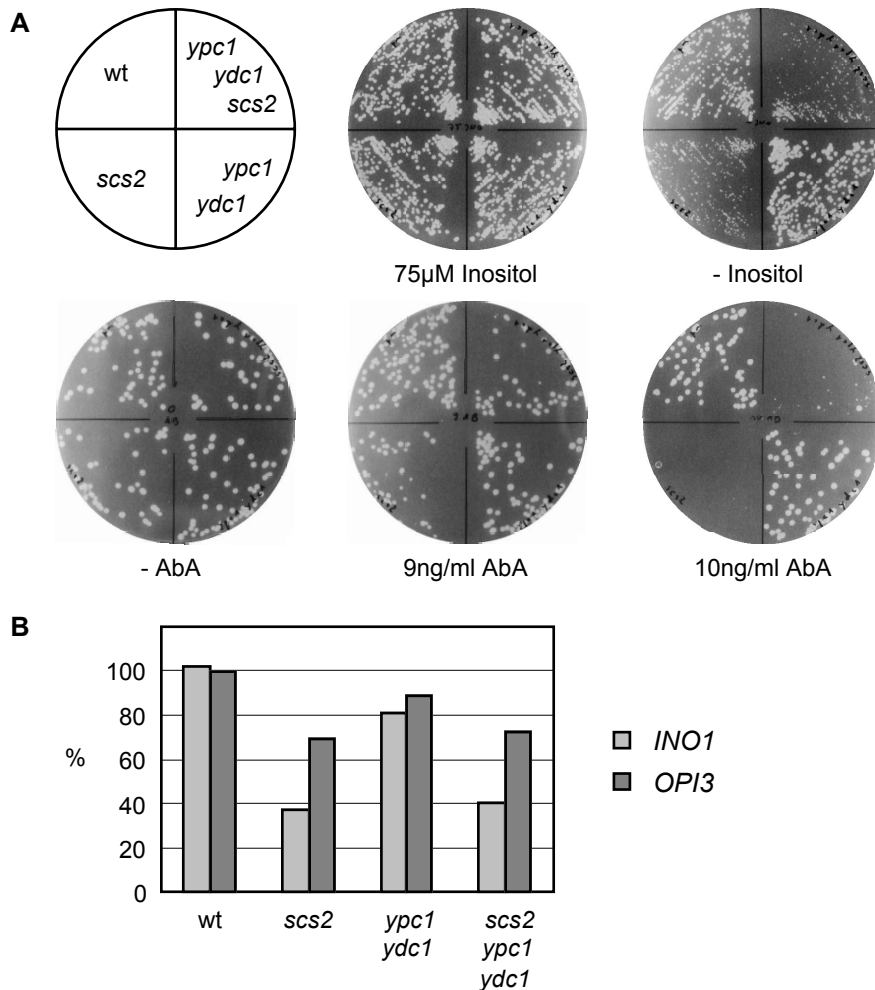 A
wt
ypc1
ydc1
scs2
scs2
ypc1
ydc1
75µM Inositol
- Inositol
- AbA
9ng/ml AbA
10ng/ml AbA
B
100
80
60
40
20
0
%
INO1
OPI3
wt
scs2
ypc1
ydc1
scs2
ypc1
ydc1